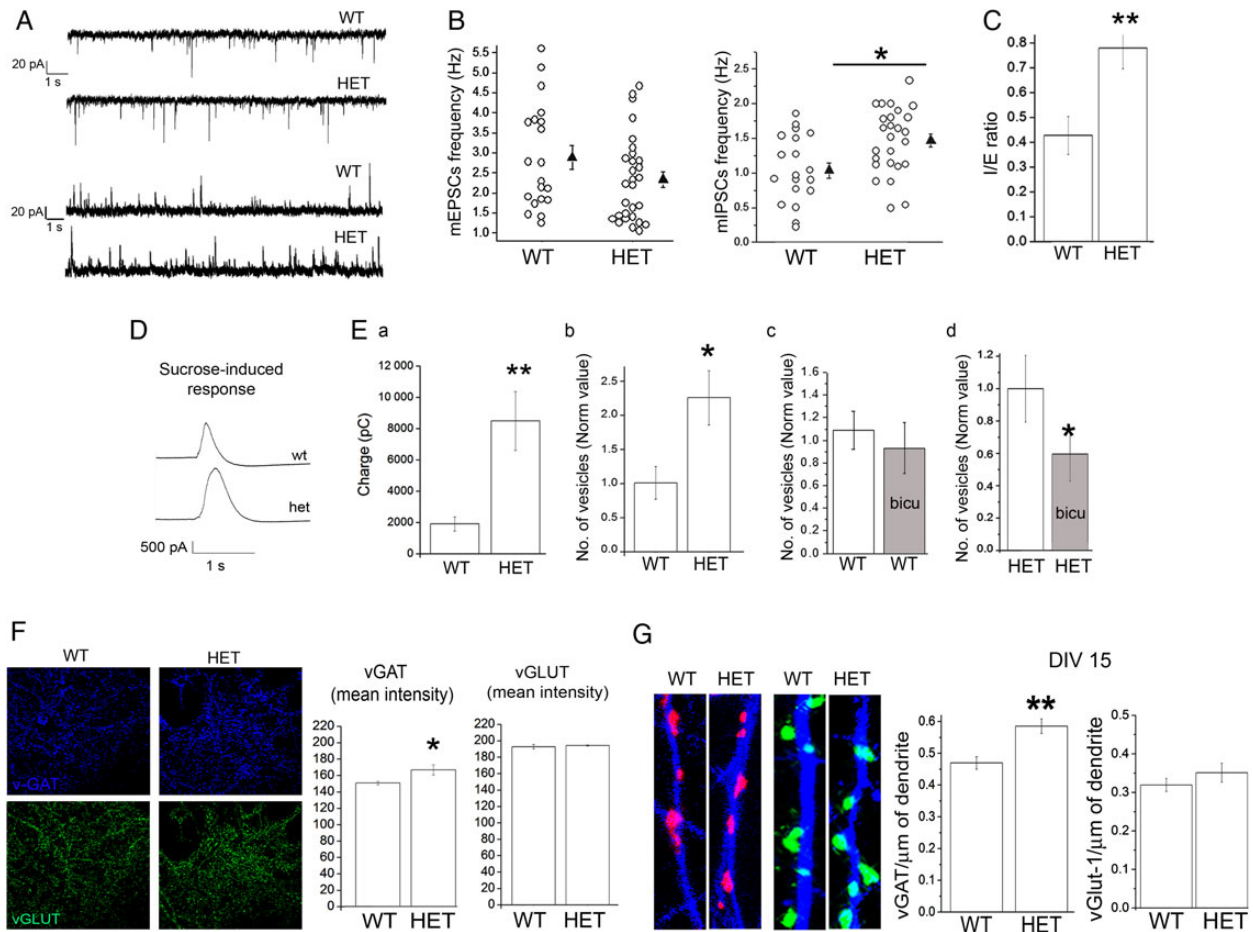 A
WT
20 pA
1 s
HET
WT
20 pA
1 s
HET
B
mEPSCs frequency (Hz)
5.5
5.0
4.5
4.0
3.5
3.0
2.5
2.0
1.5
1.0
WT HET
mIPSCs frequency (Hz)
2.5
2.0
1.5
1.0
0.5
0.0
*
WT HET
C
I/E ratio
0.8
0.7
0.6
0.5
0.4
0.3
0.2
0.1
0.0
**
WT HET
D
Sucrose-induced
response
wt
het
500 pA
1 s
E
a
Charge (pC)
12 000
10 000
8000
6000
4000
2000
0
**
WT HET
b
No. of vesicles (Norm value)
2.5
2.0
1.5
1.0
0.5
0.0
*
WT HET
c
No. of vesicles (Norm value)
1.6
1.4
1.2
1.0
0.8
0.6
0.4
0.2
0.0
bicu
WT WT
d
No. of vesicles (Norm value)
1.2
1.0
0.8
0.6
0.4
0.2
0.0
*
bicu
HET HET
F
WT HET
v-GAT
vGLUT
vGAT
(mean intensity)
220
200
180
160
140
120
100
80
60
40
20
0
*
WT HET
vGLUT
(mean intensity)
220
200
180
160
140
120
100
80
60
40
20
0
WT HET
G
WT HET WT HET
DIV 15
vGAT/µm of dendrite
0.6
0.5
0.4
0.3
0.2
0.1
0.0
**
WT HET
vGlut-1/µm of dendrite
0.5
0.4
0.3
0.2
0.1
0.0
WT HET